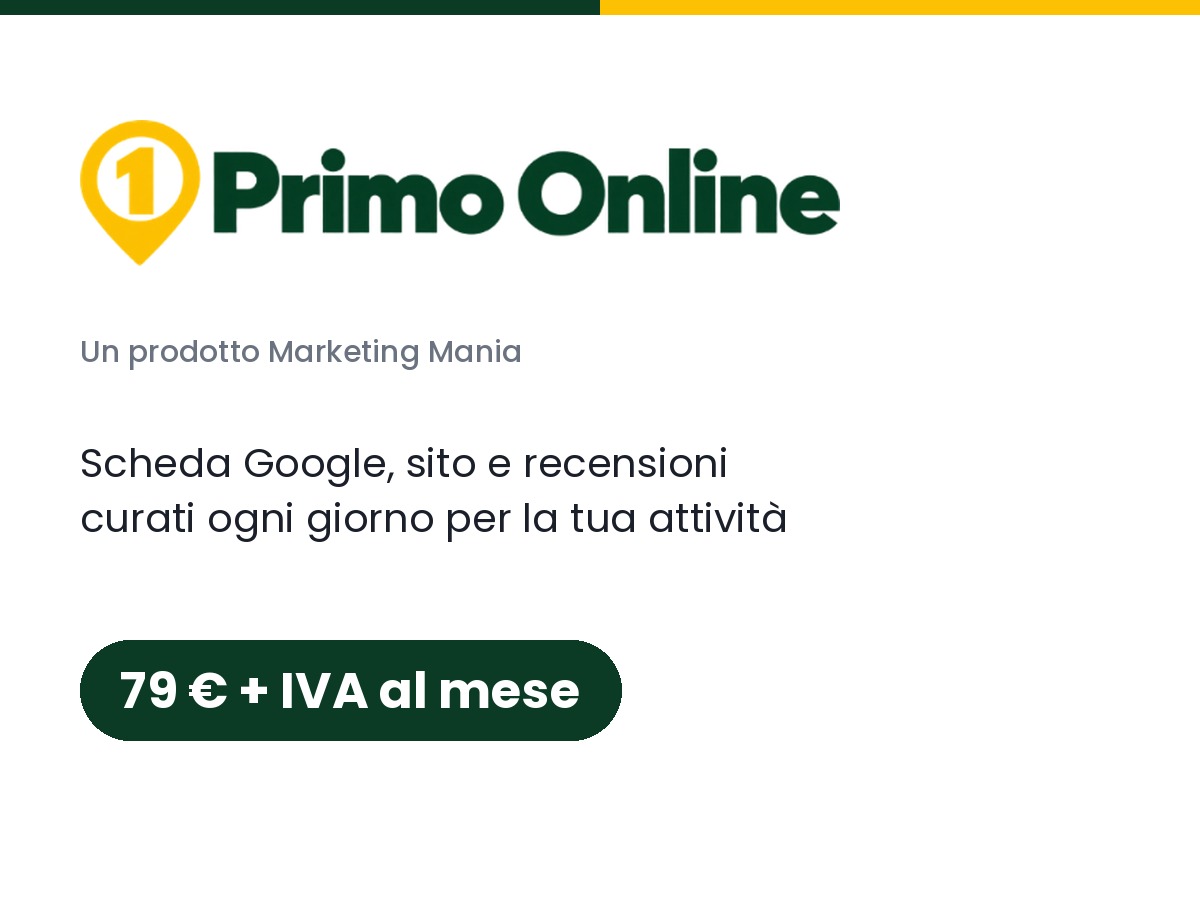 1 Primo Online
Un prodotto Marketing Mania
Scheda Google, sito e recensioni
curati ogni giorno per la tua attività
79 € + IVA al mese